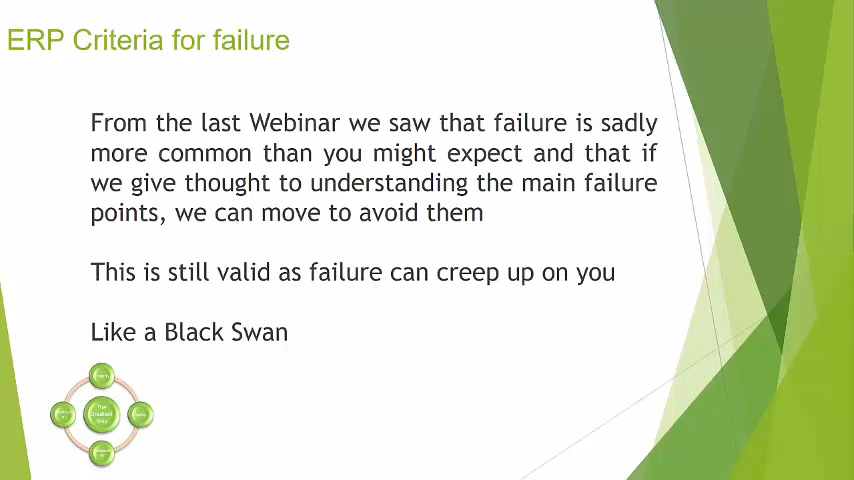 ERP Criteria for failure
From the last Webinar we saw that failure is sadly
more common than you might expect and that if
we give thought to understanding the main failure
points, we can move to avoid them
This is still valid as failure can creep up on you
Like a Black Swan
The
Way